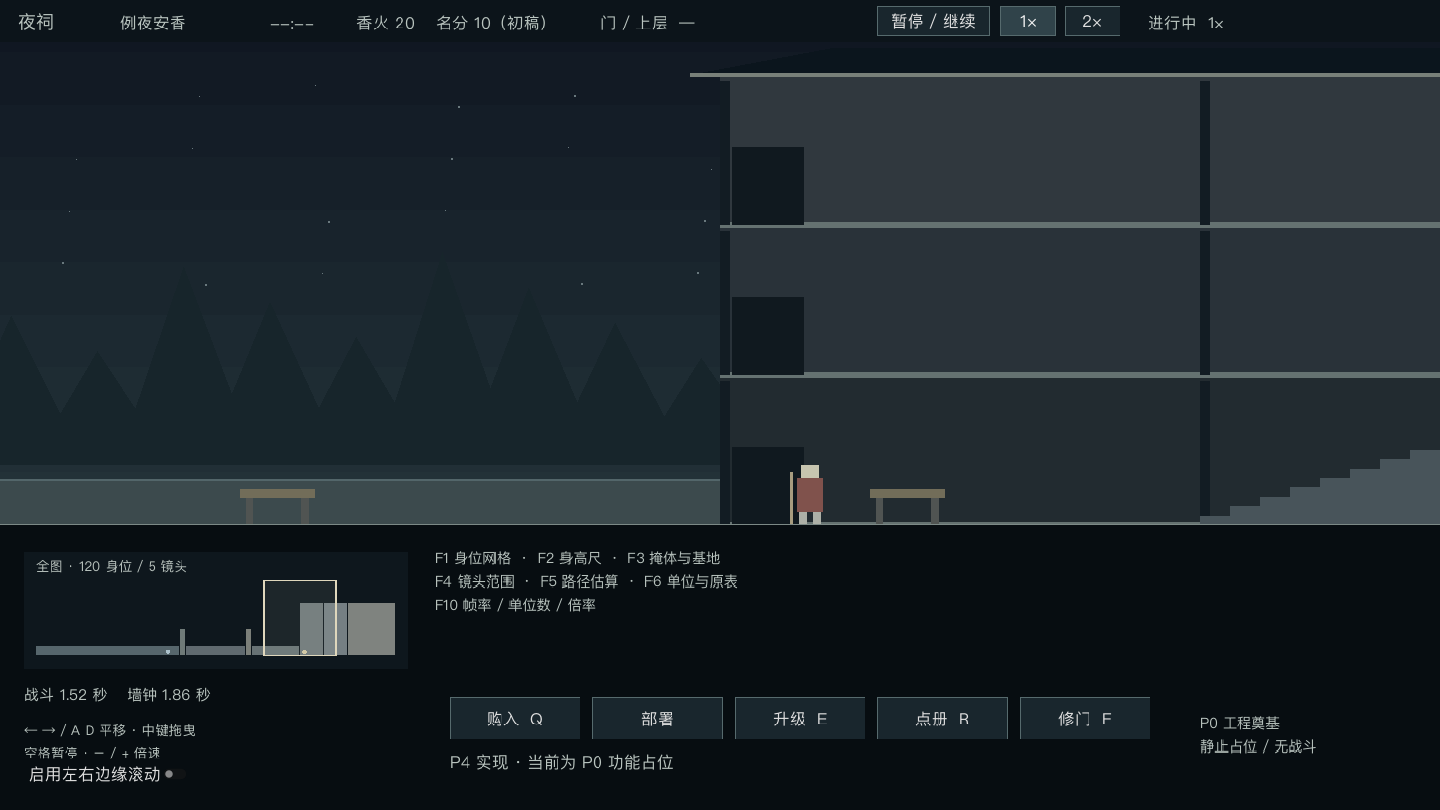 夜祠 例夜安香 --:-- 香火 20 名分 10（初稿） 门 / 上层 — 暂停 / 继续 1× 2× 进行中 1×
全图 · 120 身位 / 5 镜头
F1 身位网格 · F2 身高尺 · F3 掩体与基地
F4 镜头范围 · F5 路径估算 · F6 单位与原表
F10 帧率 / 单位数 / 倍率
战斗 1.52 秒 墙钟 1.86 秒
←→ / A D 平移 · 中键拖曳
空格暂停 · − / + 倍速
启用左右边缘滚动
购入 Q 部署 升级 E 点册 R 修门 F
P4 实现 · 当前为 P0 功能占位
P0 工程奠基
静止占位 / 无战斗